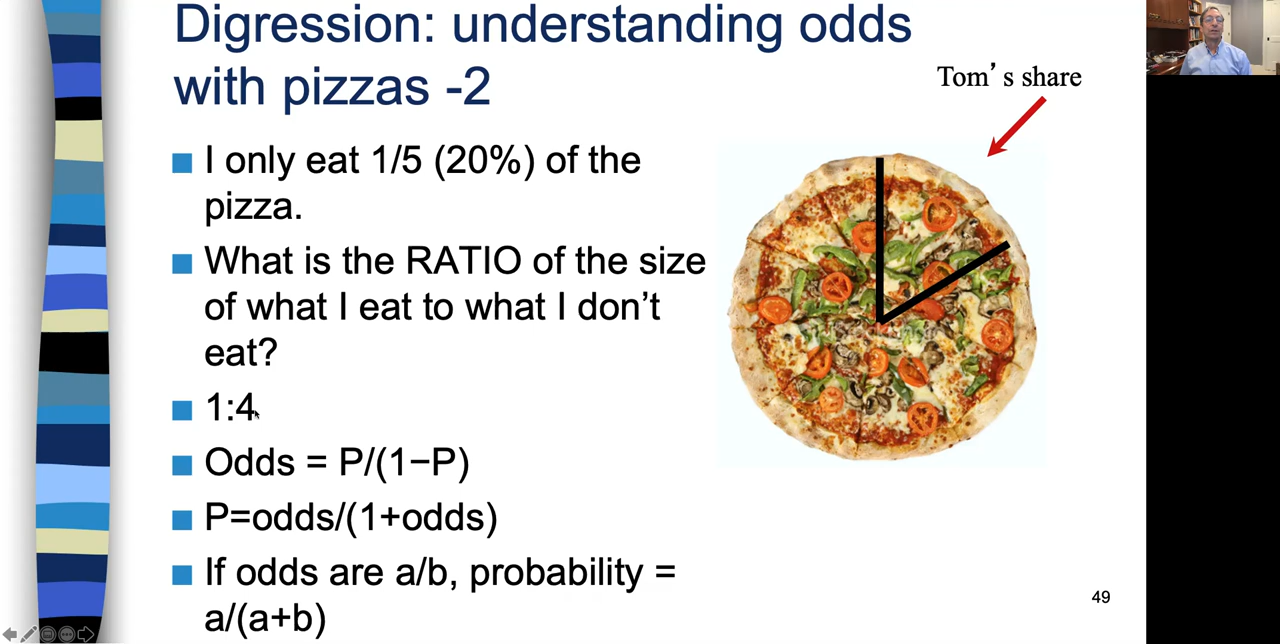 Digression: understanding odds
with pizzas -2
Tom’s share
I only eat 1/5 (20%) of the
pizza.
What is the RATIO of the size
of what I eat to what I don’t
eat?
1:4
Odds = P/(1−P)
P=odds/(1+odds)
If odds are a/b, probability =
a/(a+b)
49